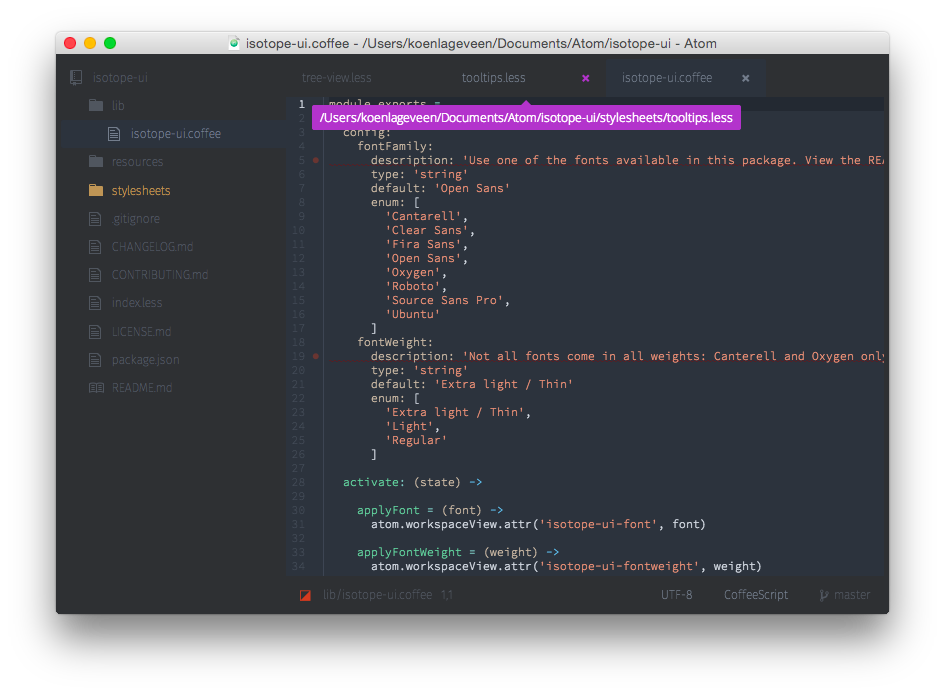 isotope-ui.coffee - /Users/koenlageveen/Documents/Atom/isotope-ui - Atom
isotope-ui
lib
isotope-ui.coffee
resources
stylesheets
.gitignore
CHANGELOG.md
CONTRIBUTING.md
index.less
LICENSE.md
package.json
README.md
tree-view.less
tooltips.less ×
isotope-ui.coffee ×
/Users/koenlageveen/Documents/Atom/isotope-ui/stylesheets/tooltips.less
1 module.exports =
2
3 config:
4 fontFamily:
5 description: 'Use one of the fonts available in this package. View the REA
6 type: 'string'
7 default: 'Open Sans'
8 enum: [
9 'Cantarell',
10 'Clear Sans',
11 'Fira Sans',
12 'Open Sans',
13 'Oxygen',
14 'Roboto',
15 'Source Sans Pro',
16 'Ubuntu'
17 ]
18 fontWeight:
19 description: 'Not all fonts come in all weights: Canterell and Oxygen only
20 type: 'string'
21 default: 'Extra light / Thin'
22 enum: [
23 'Extra light / Thin',
24 'Light',
25 'Regular'
26 ]
27
28 activate: (state) ->
29
30 applyFont = (font) ->
31 atom.workspaceView.attr('isotope-ui-font', font)
32
33 applyFontWeight = (weight) ->
34 atom.workspaceView.attr('isotope-ui-fontweight', weight)
lib/isotope-ui.coffee 1,1 UTF-8 CoffeeScript master